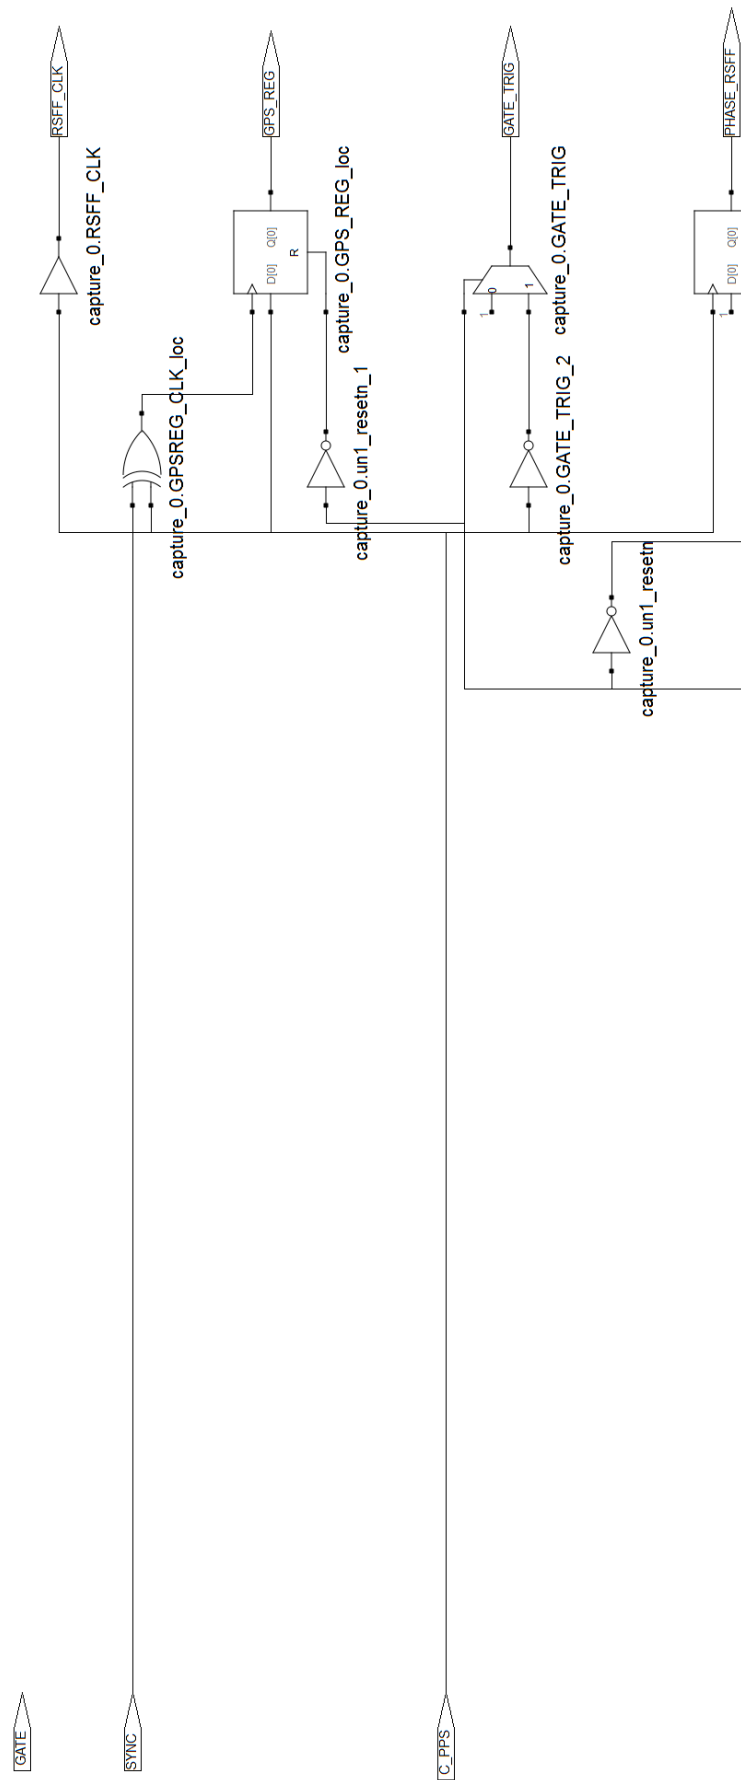 RSFF_CLK
capture_0.RSFF_CLK
GPS_REG
Q[0]
D[0]
R
capture_0.GPS_REG_loc
capture_0.GPSREG_CLK_loc
capture_0.un1_resetn_1
GATE_TRIG
0
1
1
capture_0.GATE_TRIG
capture_0.GATE_TRIG_2
PHASE_RSFF
Q[0]
D[0]
1
capture_0.un1_resetn
GATE
SYNC
C_PPS